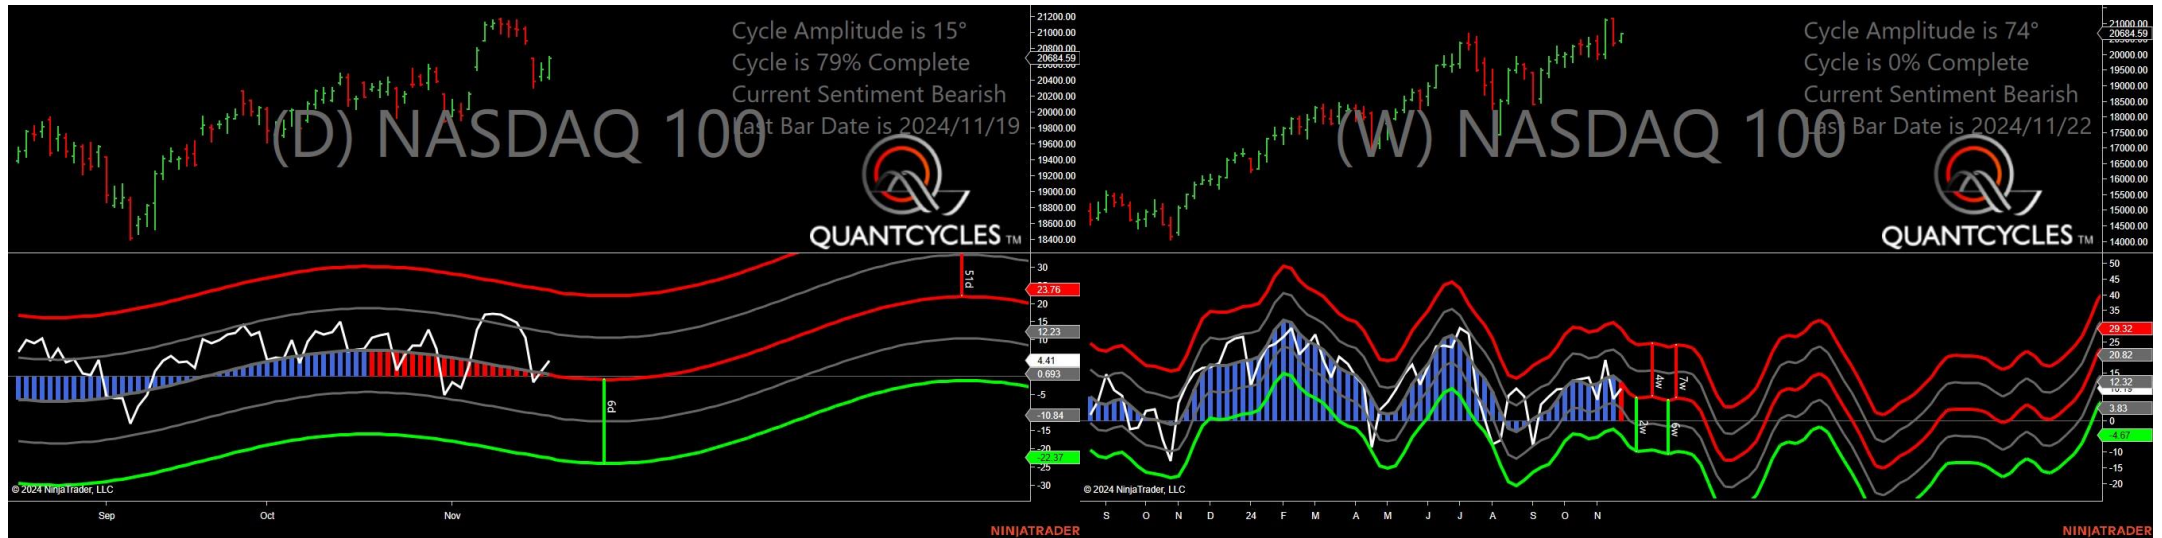 Cycle Amplitude is 15°
Cycle is 79% Complete
Current Sentiment Bearish
Last Bar Date is 2024/11/19
(D) NASDAQ 100
QUANTCYCLES TM
21200.00
21000.00
20800.00
20684.59
20400.00
20200.00
20000.00
19800.00
19600.00
19400.00
19200.00
19000.00
18800.00
18600.00
18400.00
30
23.76
20
15
12.23
10
4.41
0.693
-5
-10.84
-15
-20
-22.37
-25
-30
51d
6d
© 2024 NinjaTrader, LLC
Sep Oct Nov
NINJATRADER
Cycle Amplitude is 74°
Cycle is 0% Complete
Current Sentiment Bearish
Last Bar Date is 2024/11/22
(W) NASDAQ 100
QUANTCYCLES TM
21000.00
20684.59
20000.00
19500.00
19000.00
18500.00
18000.00
17500.00
17000.00
16500.00
16000.00
15500.00
15000.00
14500.00
14000.00
50
45
40
35
29.32
25
20.82
15
12.32
3.83
0
-4.67
-10
-15
-20
4w
7w
2w
6w
© 2024 NinjaTrader, LLC
S O N D 24 F M A M J J A S O N
NINJATRADER